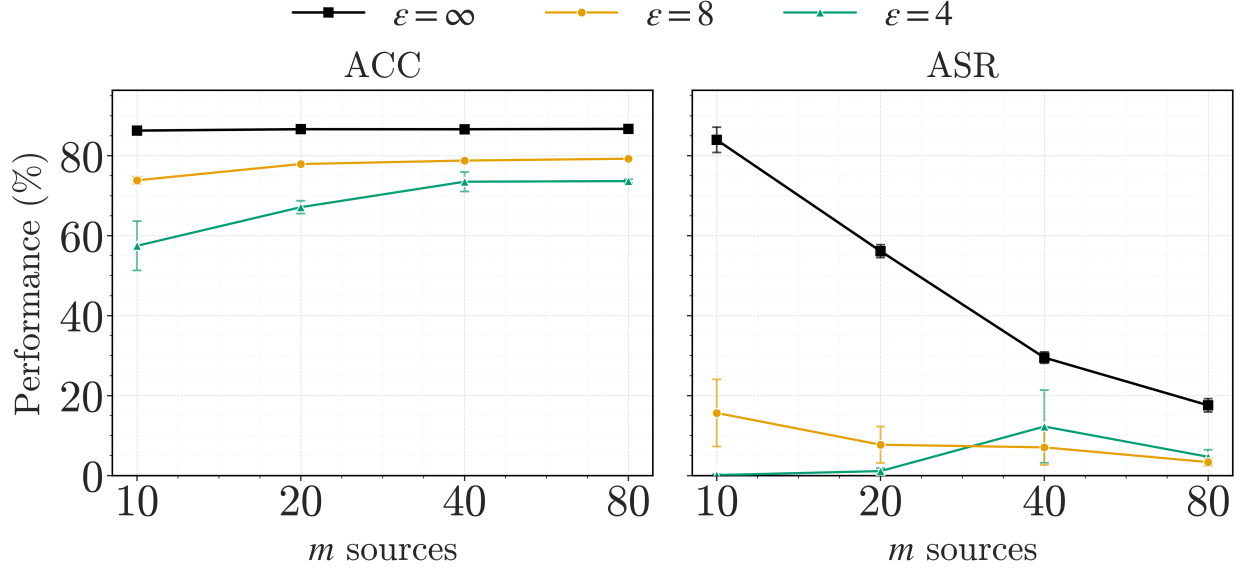 ε = ∞ ε = 8 ε = 4
ACC ASR
Performance (%)
80
60
40
20
0
10 20 40 80 10 20 40 80
m sources m sources